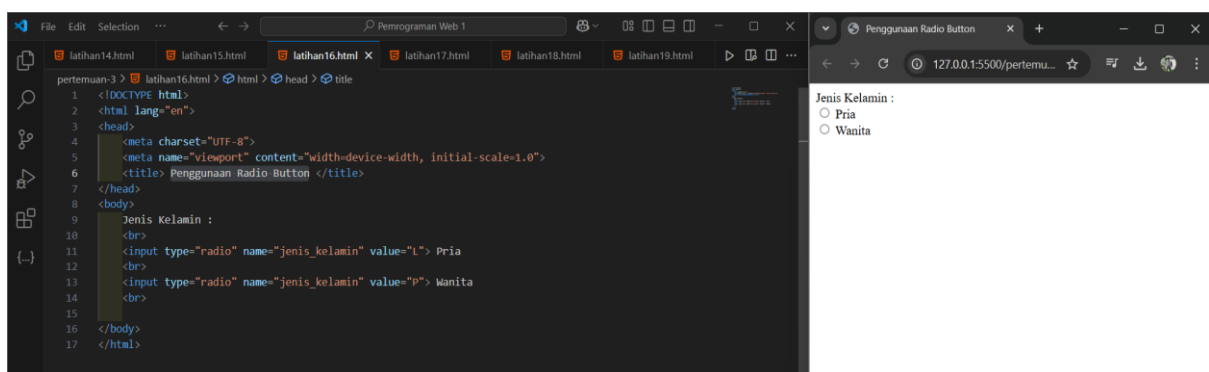 File Edit Selection ... Pemrograman Web 1
latihan14.html latihan15.html latihan16.html latihan17.html latihan18.html latihan19.html
pertemuan-3 > latihan16.html > html > head > title
1 <!DOCTYPE html>
2 <html lang="en">
3 <head>
4 <meta charset="UTF-8">
5 <meta name="viewport" content="width=device-width, initial-scale=1.0">
6 <title> Penggunaan Radio Button </title>
7 </head>
8 <body>
9 Jenis Kelamin :
10 <br>
11 <input type="radio" name="jenis_kelamin" value="L"> Pria
12 <br>
13 <input type="radio" name="jenis_kelamin" value="P"> Wanita
14 <br>
15
16 </body>
17 </html>
Penggunaan Radio Button
127.0.0.1:5500/pertemu...
Jenis Kelamin :
Pria
Wanita